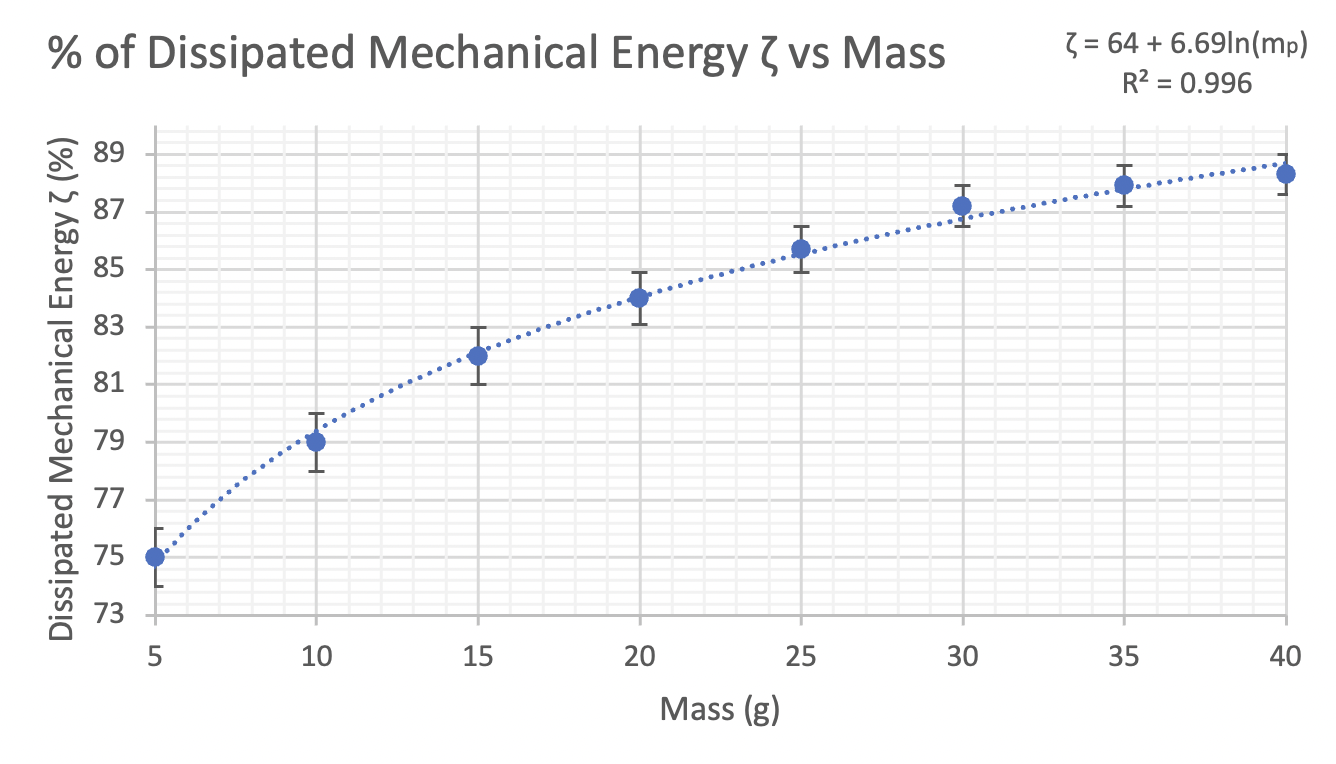 % of Dissipated Mechanical Energy ζ vs Mass
ζ = 64 + 6.69ln(mₚ)
R² = 0.996
Dissipated Mechanical Energy ζ (%)
89
87
85
83
81
79
77
75
73
5 10 15 20 25 30 35 40
Mass (g)